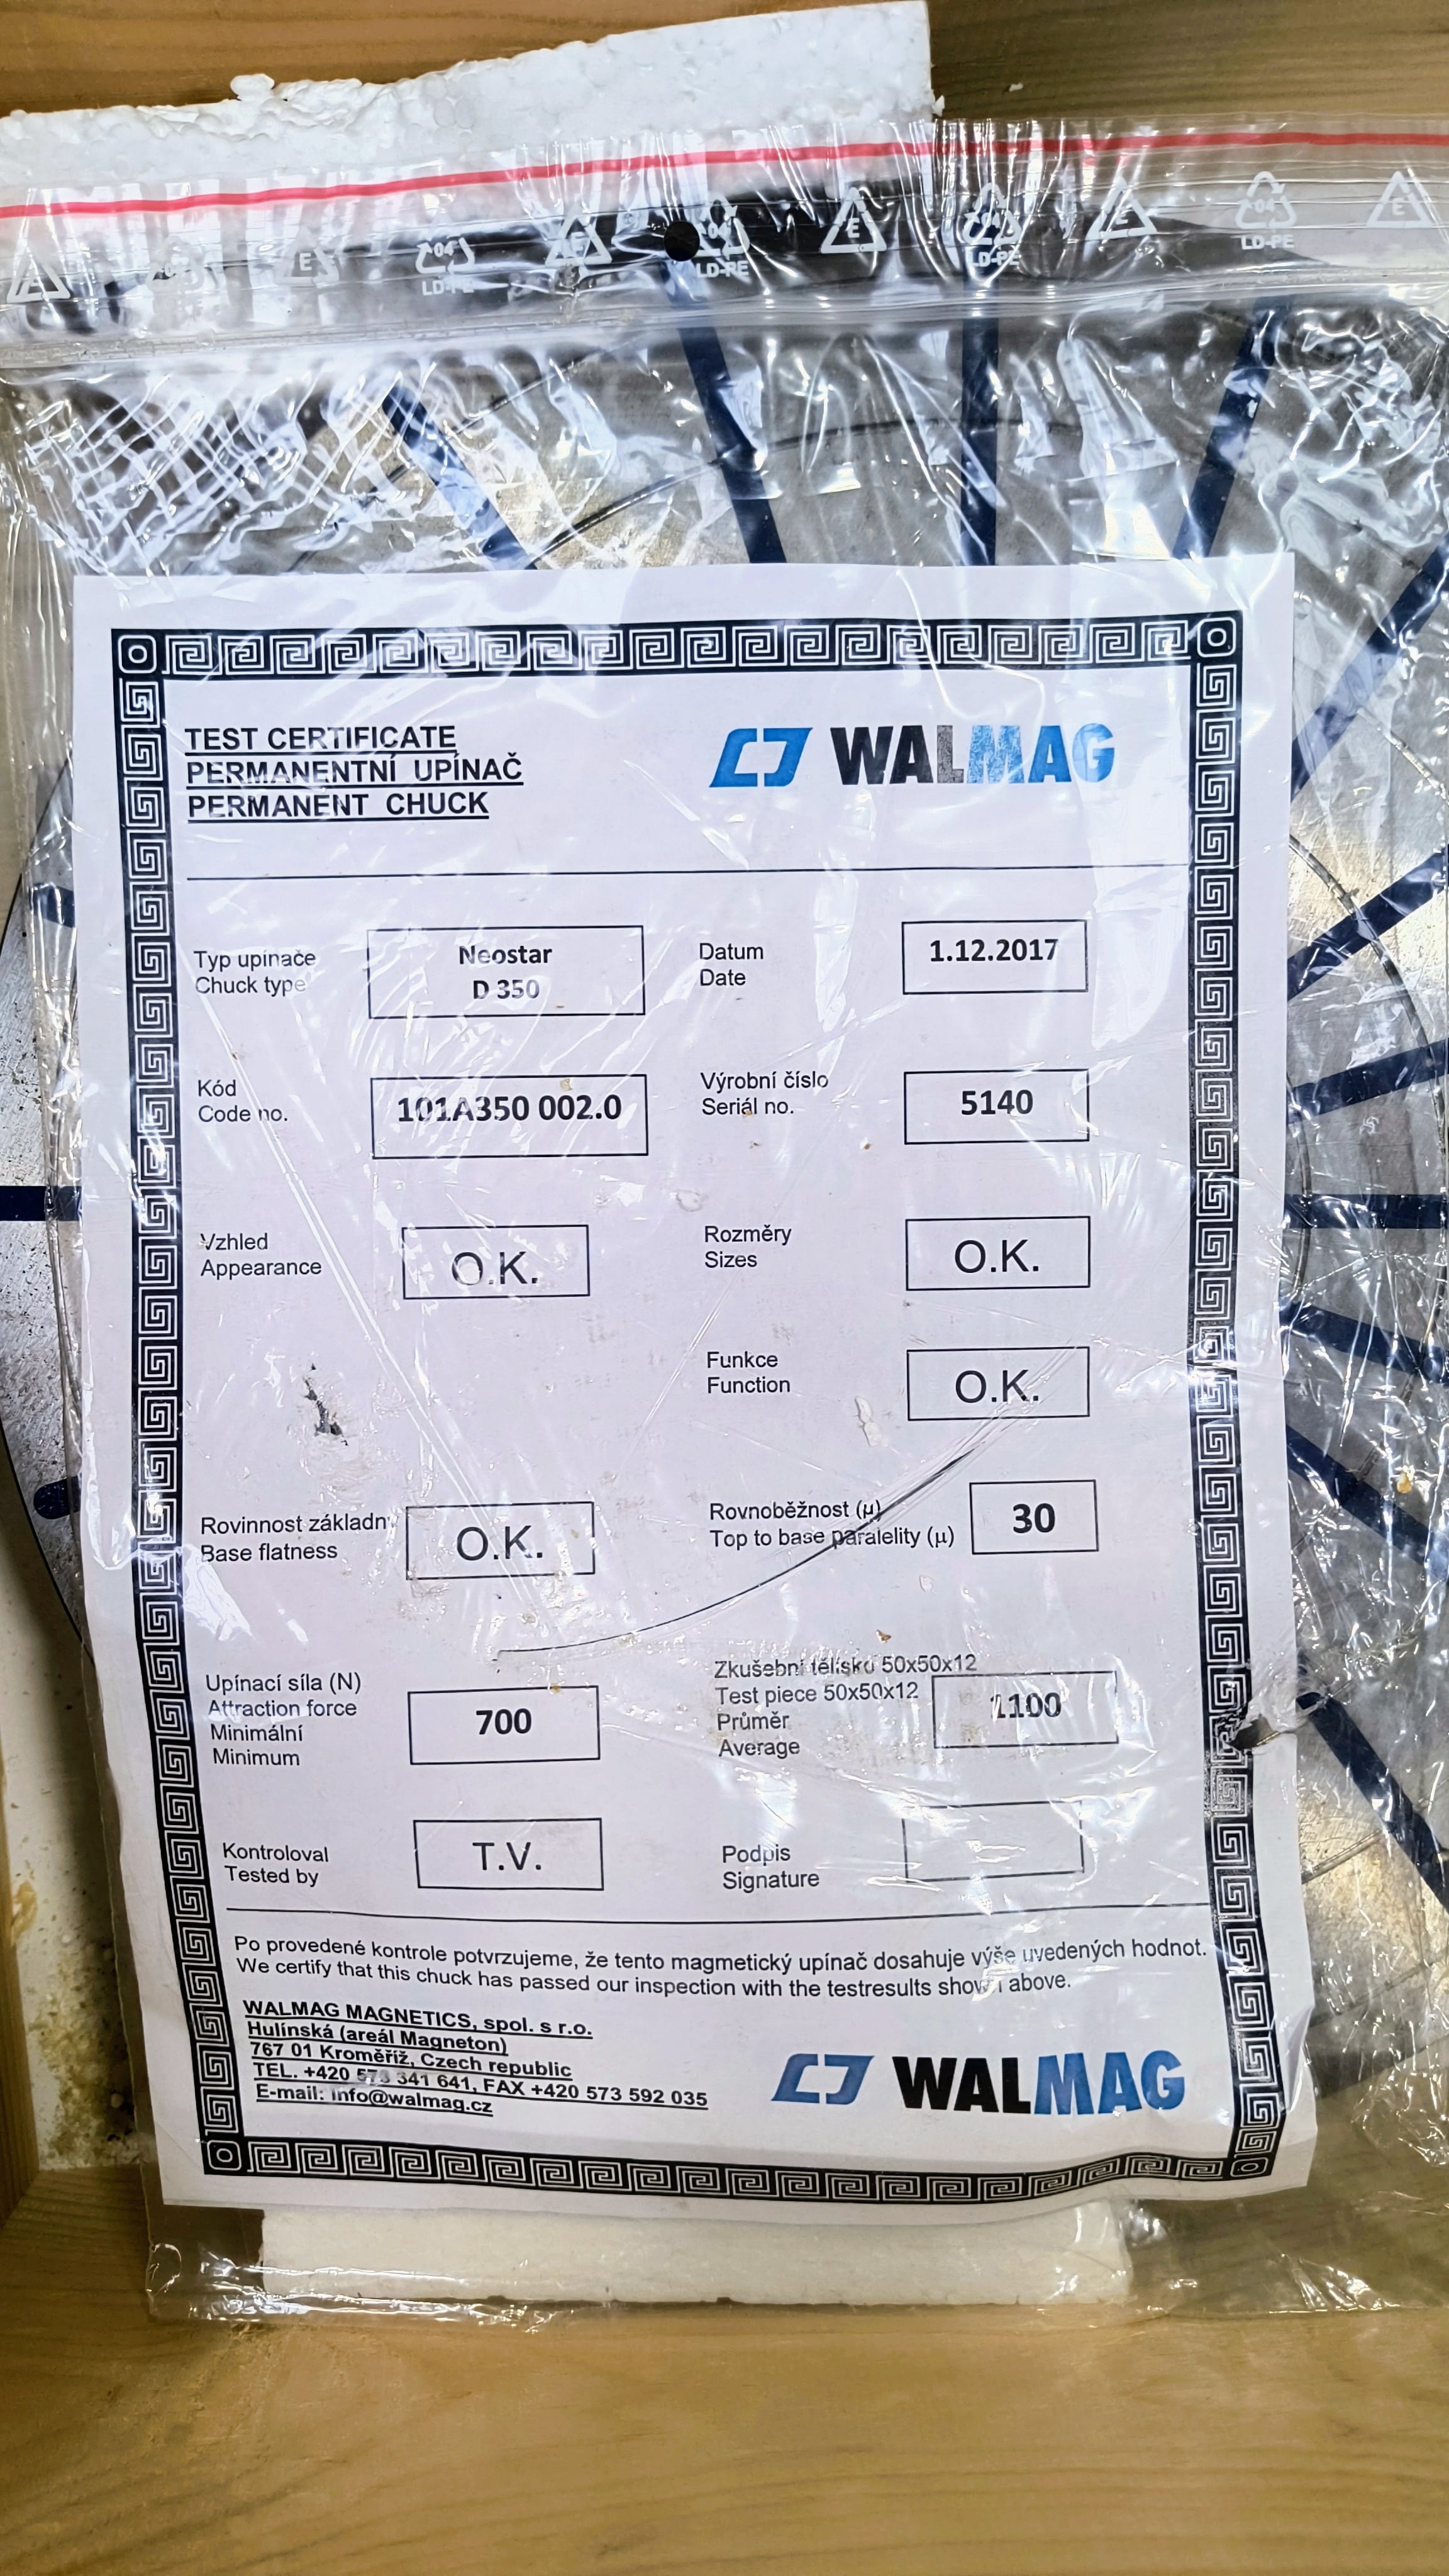 E
04
LD-PE
E
04
LD-PE
E
04
LD-PE
E
04
LD-PE
E
TEST CERTIFICATE
PERMANENTNÍ UPÍNAČ
PERMANENT CHUCK
WALMAG
Typ upínače
Chuck type
Neostar
D 350
Datum
Date
1.12.2017
Kód
Code no.
101A350 002.0
Výrobní číslo
Seriál no.
5140
Vzhled
Appearance
O.K.
Rozměry
Sizes
O.K.
Funkce
Function
O.K.
Rovinnost základn
Base flatness
O.K.
Rovnoběžnost (µ)
Top to base paralelity (µ)
30
Upínací síla (N)
Attraction force
Minimální
Minimum
700
Zkušební tělísko 50x50x12
Test piece 50x50x12
Průměr
Average
1100
Kontroloval
Tested by
T.V.
Podpis
Signature
Po provedené kontrole potvrzujeme, že tento magmetický upínač dosahuje výše uvedených hodnot.
We certify that this chuck has passed our inspection with the testresults shown above.
WALMAG MAGNETICS, spol. s r.o.
Hulínská (areál Magneton)
767 01 Kroměříž, Czech republic
TEL. +420 573 341 641, FAX +420 573 592 035
E-mail: info@walmag.cz
WALMAG